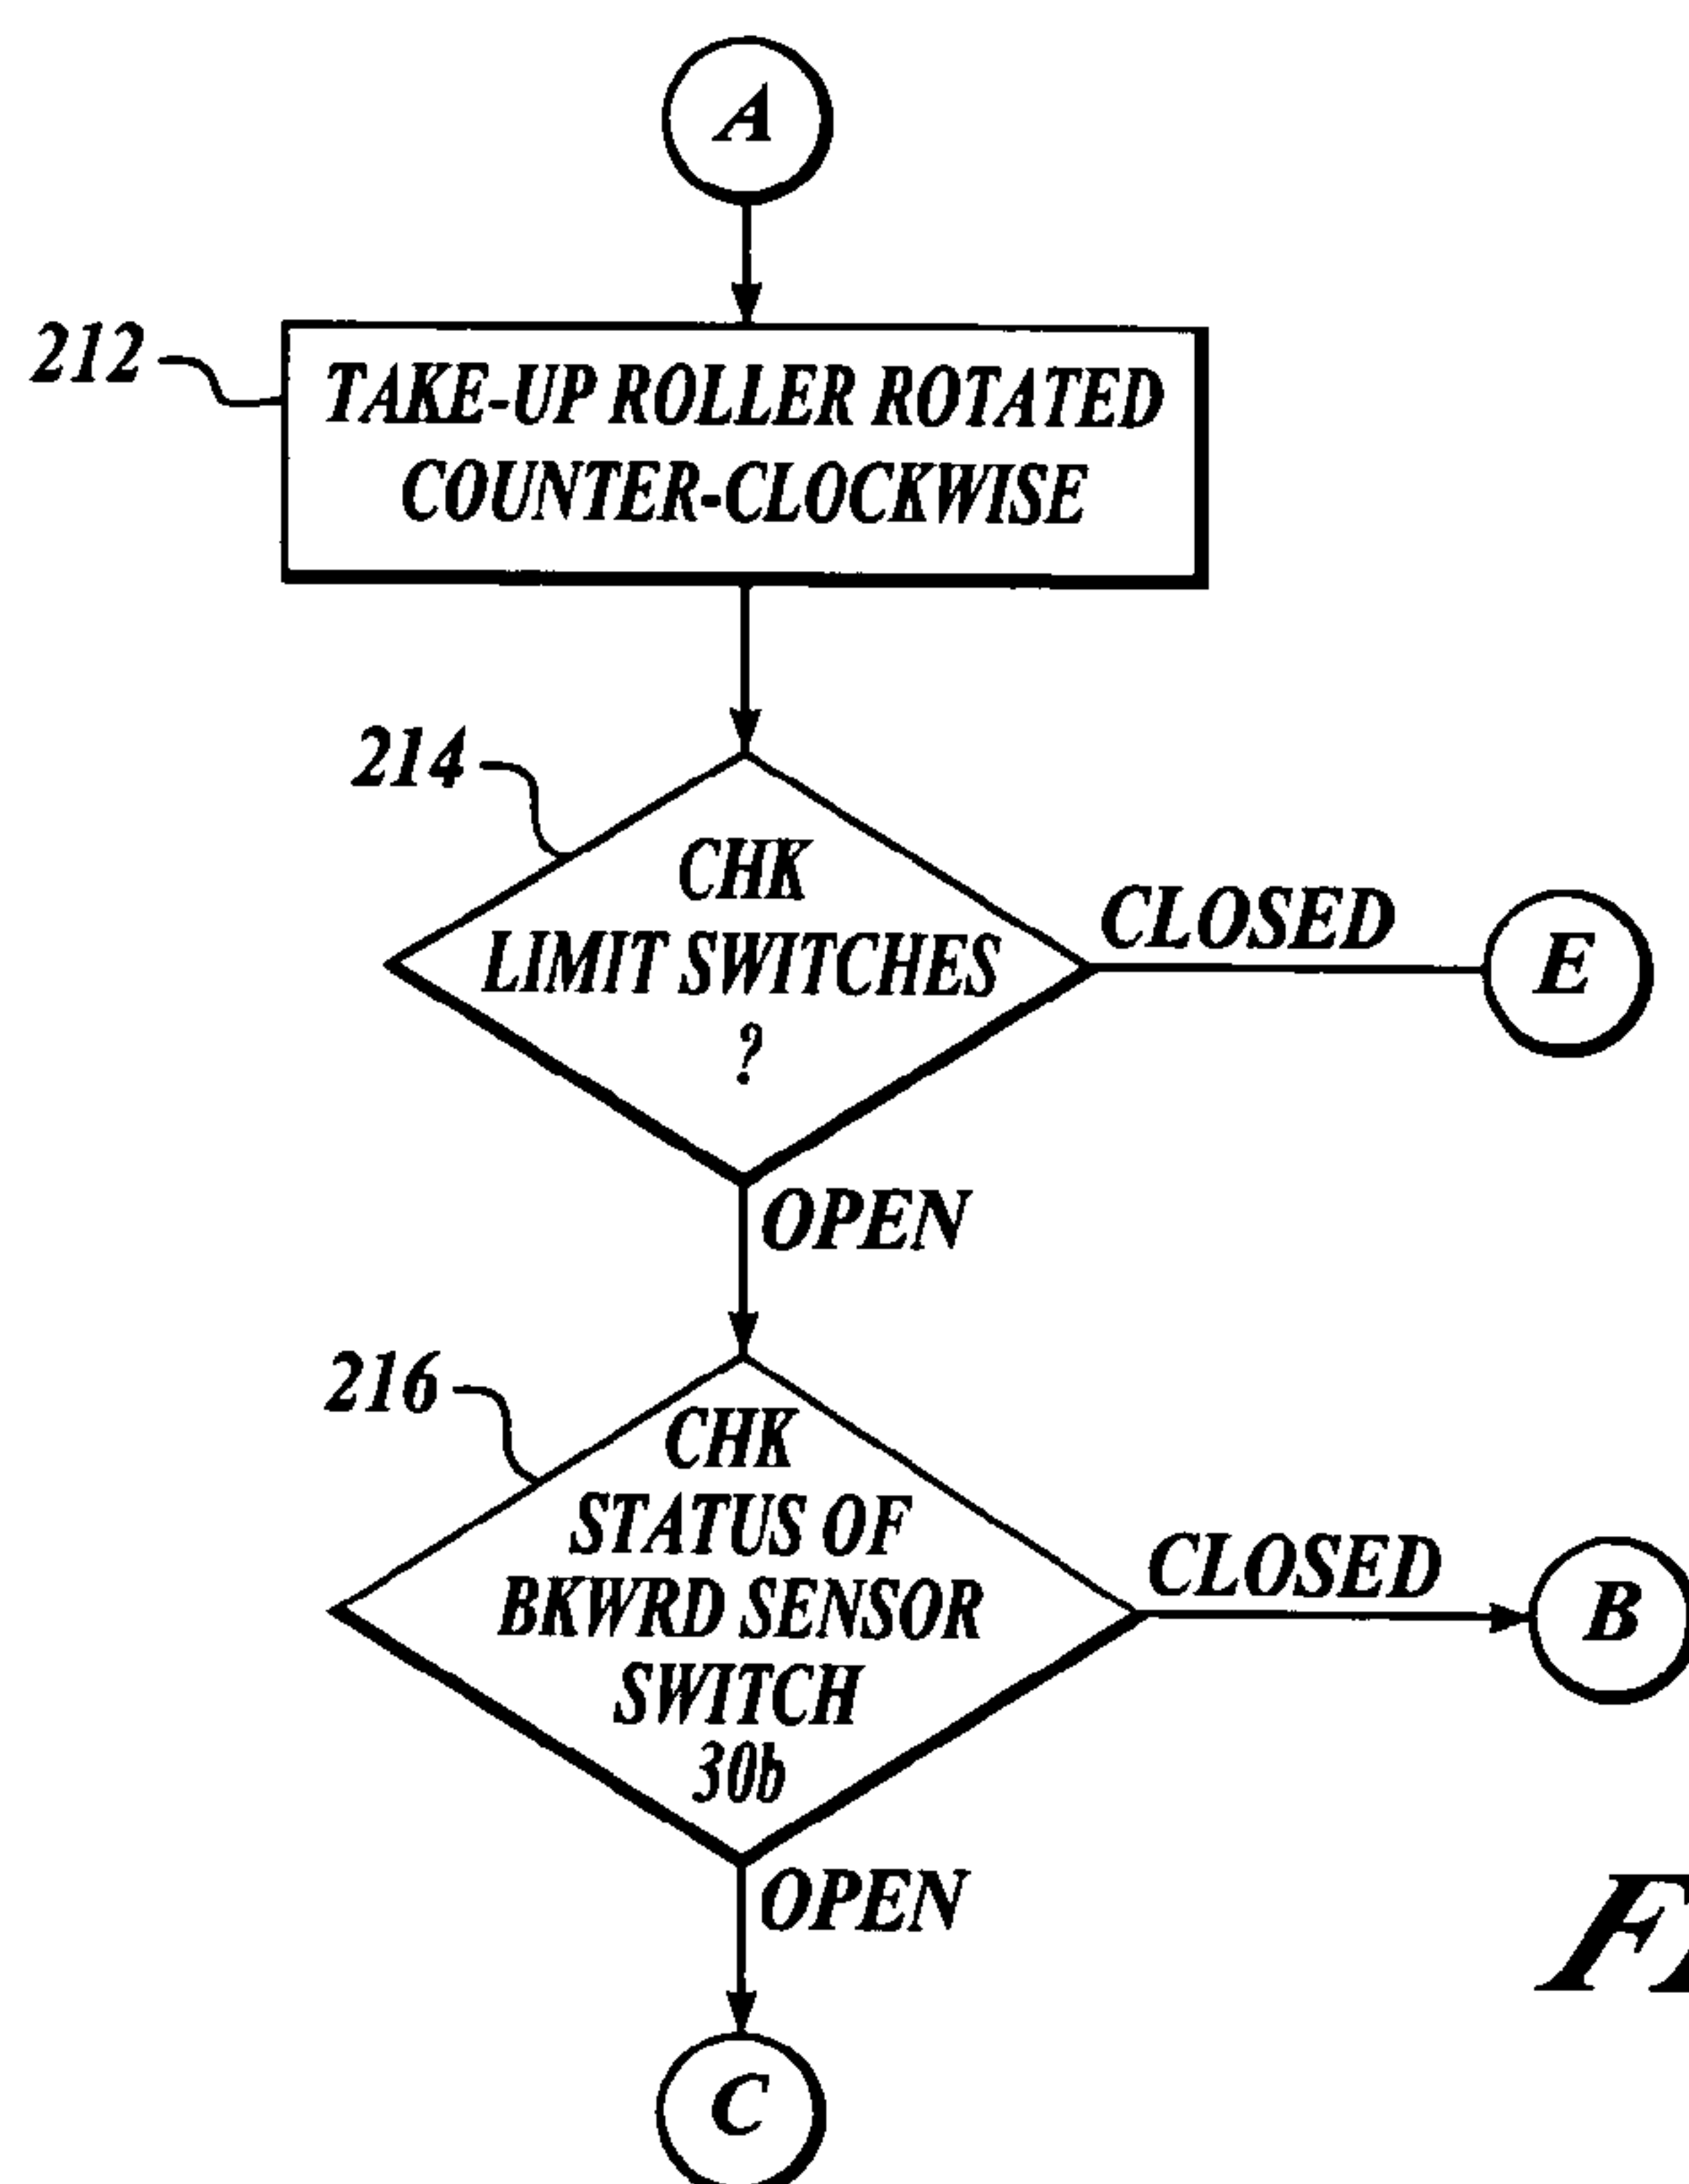 A
212
TAKE-UP ROLLER ROTATED
COUNTER-CLOCKWISE
214
CHK
LIMIT SWITCHES
?
CLOSED
E
OPEN
216
CHK
STATUS OF
BKWRD SENSOR
SWITCH
30b
CLOSED
B
OPEN
C